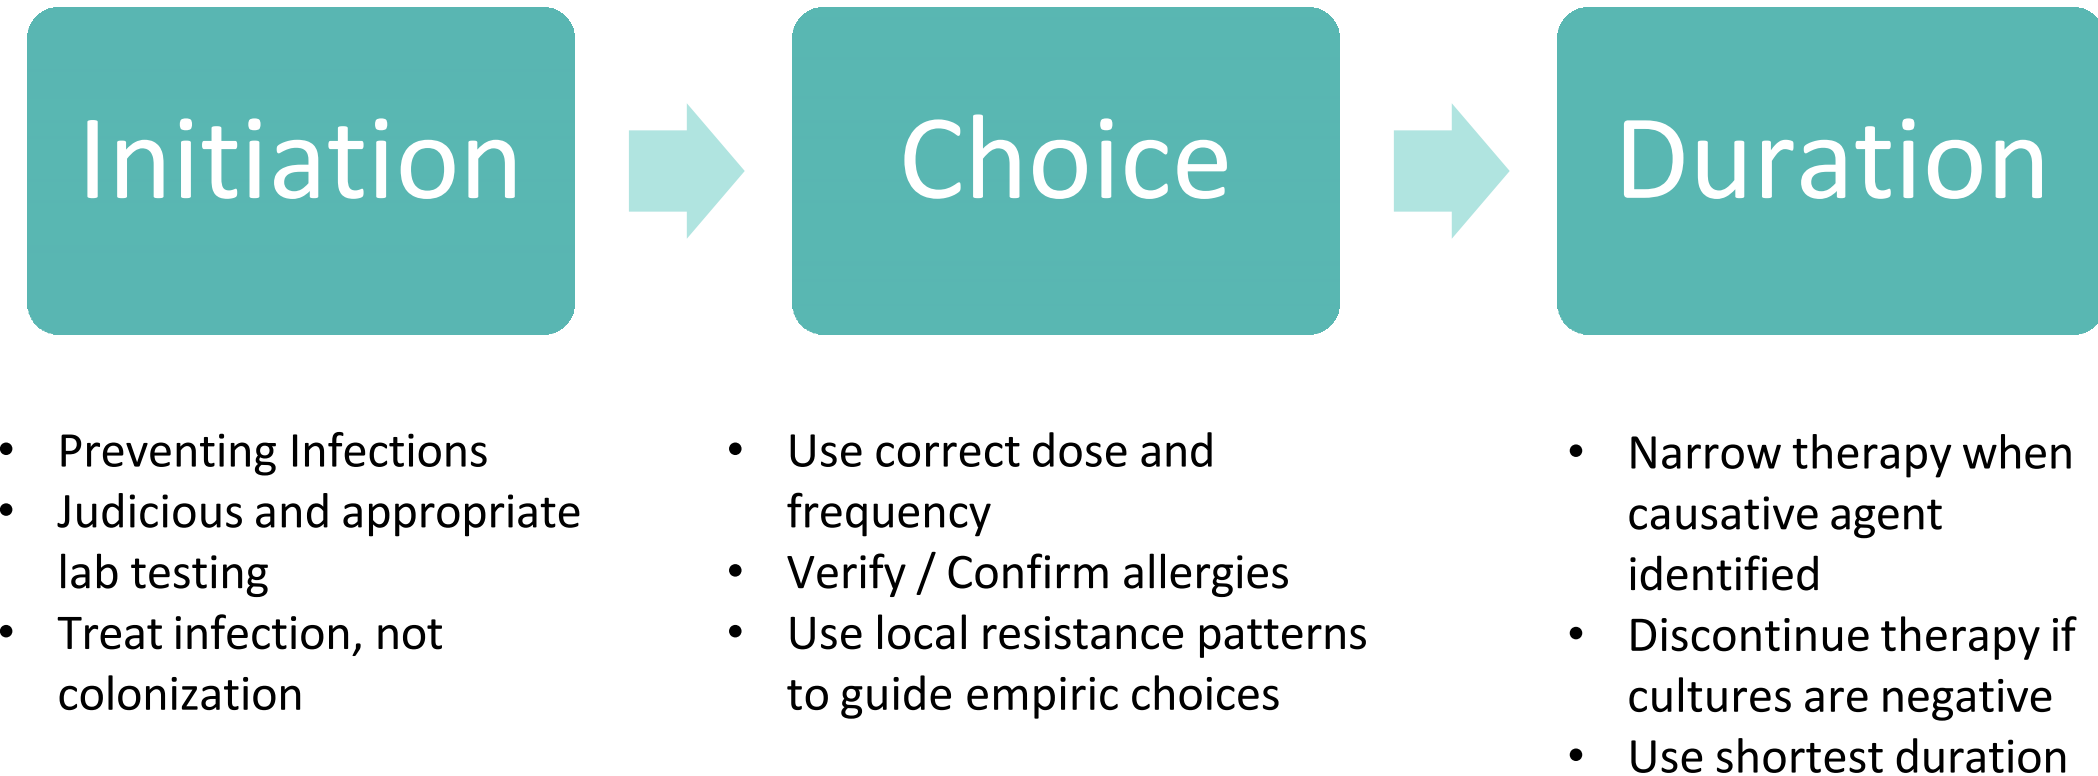 Initiation
Choice
Duration
• Preventing Infections
• Judicious and appropriate
lab testing
• Treat infection, not
colonization
• Use correct dose and
frequency
• Verify / Confirm allergies
• Use local resistance patterns
to guide empiric choices
• Narrow therapy when
causative agent
identified
• Discontinue therapy if
cultures are negative
• Use shortest duration